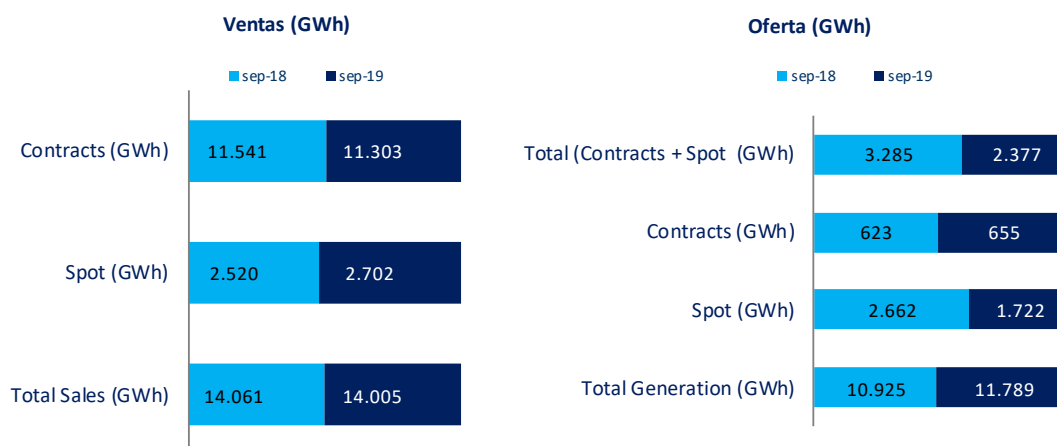 Ventas (GWh)
sep-18 sep-19
Contracts (GWh) 11.541 11.303
Spot (GWh) 2.520 2.702
Total Sales (GWh) 14.061 14.005
Oferta (GWh)
sep-18 sep-19
Total (Contracts + Spot (GWh) 3.285 2.377
Contracts (GWh) 623 655
Spot (GWh) 2.662 1.722
Total Generation (GWh) 10.925 11.789